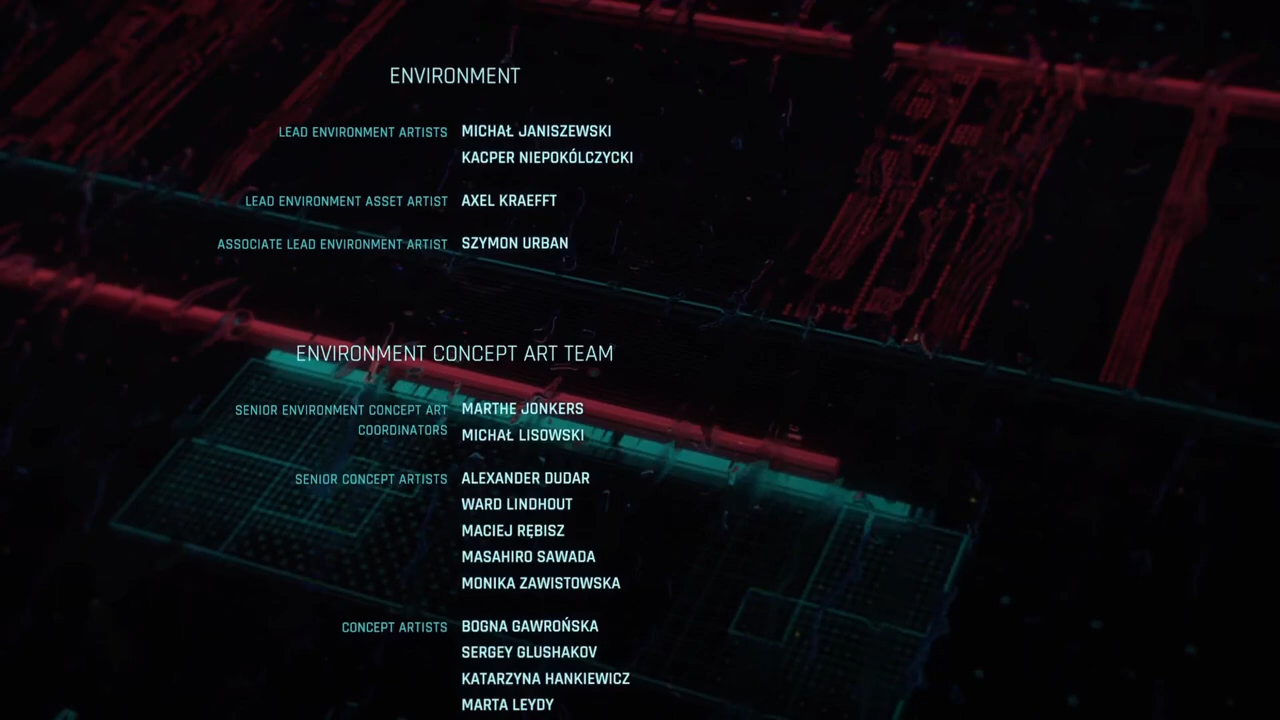 ENVIRONMENT
LEAD ENVIRONMENT ARTISTS MICHAŁ JANISZEWSKI
KACPER NIEPOKÓLCZYCKI
LEAD ENVIRONMENT ASSET ARTIST AXEL KRAEFFT
ASSOCIATE LEAD ENVIRONMENT ARTIST SZYMON URBAN
ENVIRONMENT CONCEPT ART TEAM
SENIOR ENVIRONMENT CONCEPT ART MARTHE JONKERS
COORDINATORS MICHAŁ LISOWSKI
SENIOR CONCEPT ARTISTS ALEXANDER DUDAR
WARD LINDHOUT
MACIEJ RĘBISZ
MASAHIRO SAWADA
MONIKA ZAWISTOWSKA
CONCEPT ARTISTS BOGNA GAWROŃSKA
SERGEY GLUSHAKOV
KATARZYNA HANKIEWICZ
MARTA LEYDY